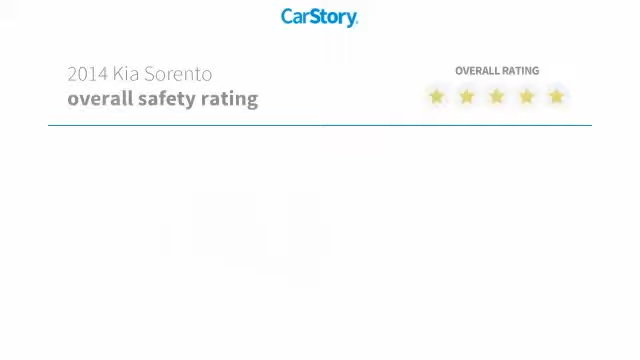 CarStory.
2014 Kia Sorento
overall safety rating
OVERALL RATING